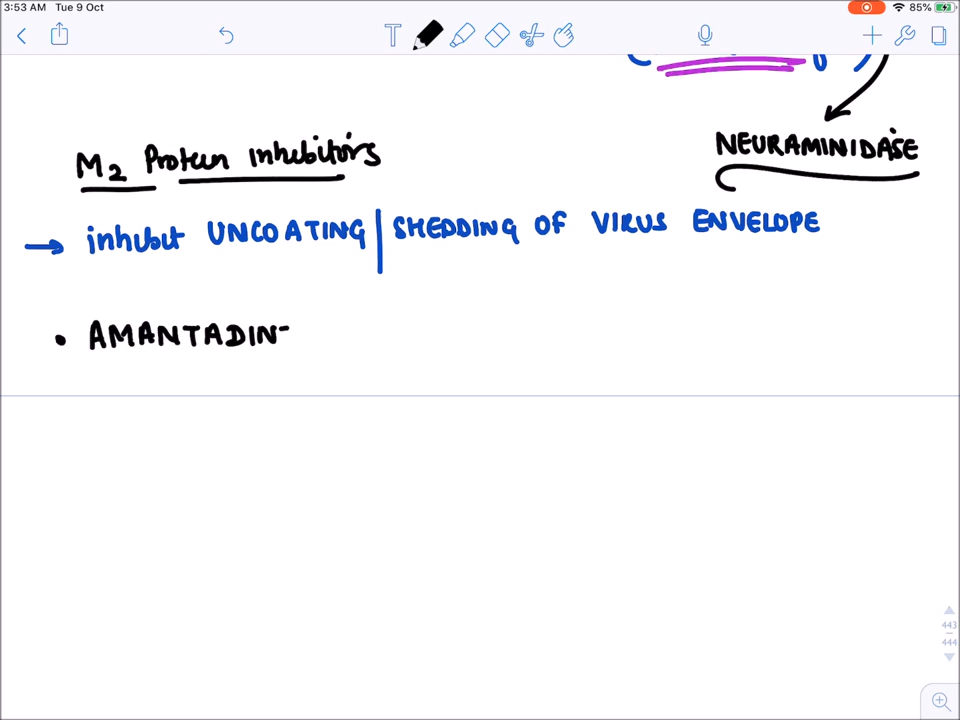 3:53 AM Tue 9 Oct 85%
T
NEURAMINIDASE
M2 Protein Inhibitors
→ inhibit UNCOATING | SHEDDING OF VIRUS ENVELOPE
• AMANTADIN
443
444